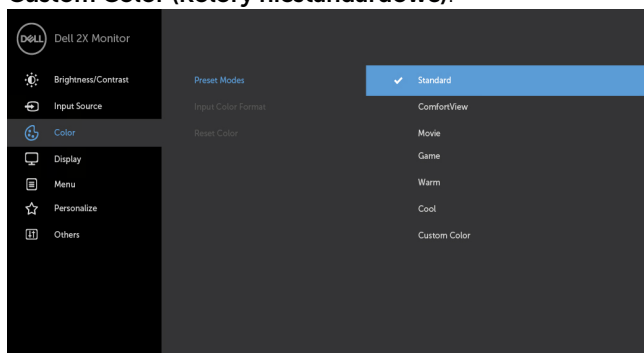 Custom Color (Kolory niestandardowe).
DELL
Dell 2X Monitor
Brightness/Contrast
Preset Modes
Standard
Input Source
Input Color Format
ComfortView
Color
Reset Color
Movie
Display
Game
Menu
Warm
Personalize
Cool
Others
Custom Color